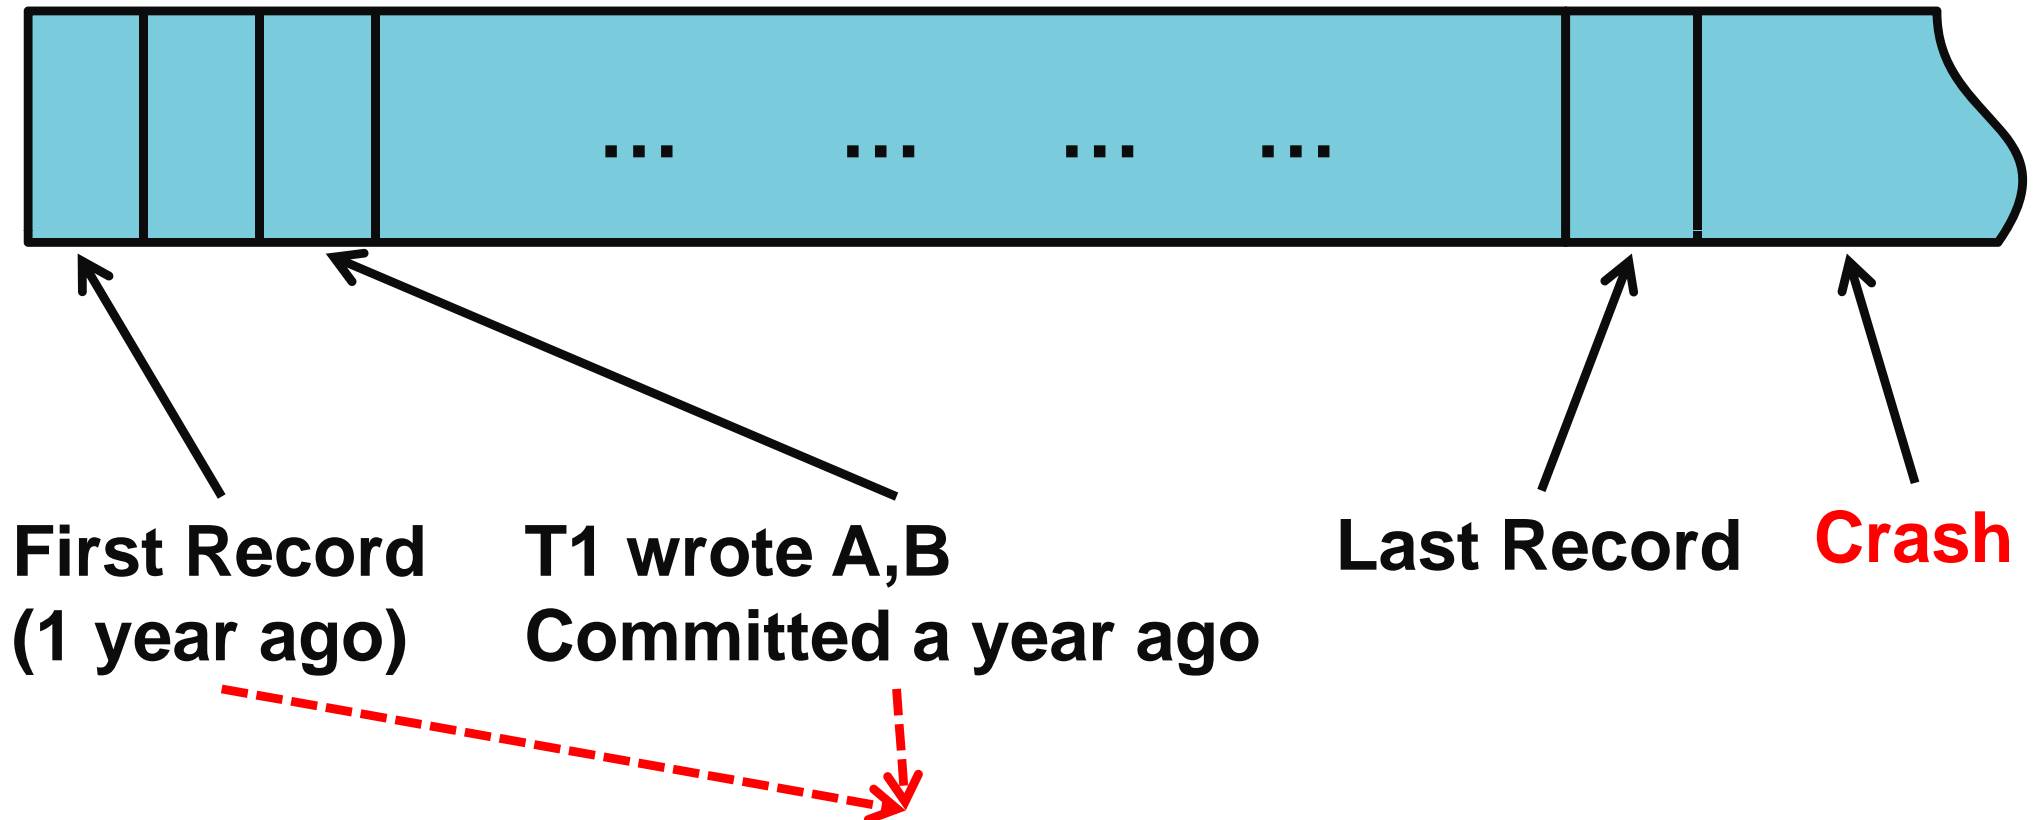 ... ... ... ...
First Record
(1 year ago)
T1 wrote A,B
Committed a year ago
Last Record
Crash